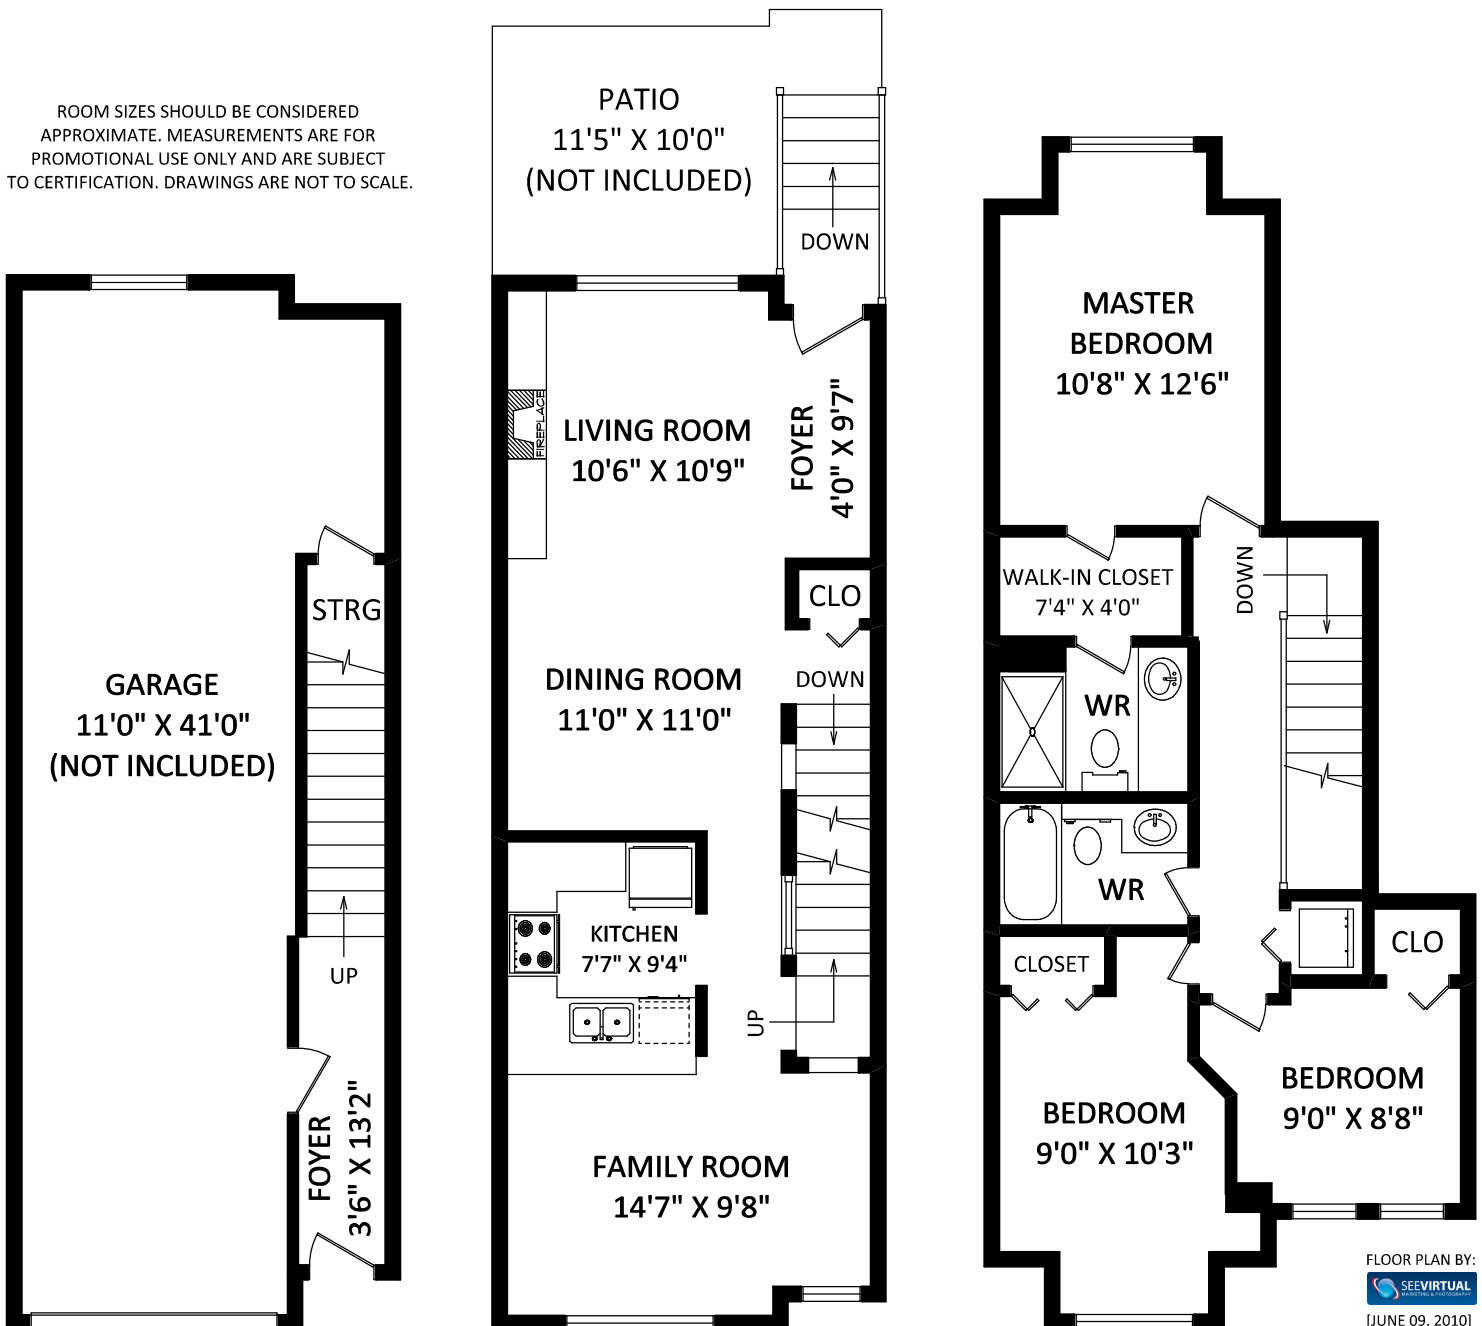 ROOM SIZES SHOULD BE CONSIDERED
APPROXIMATE. MEASUREMENTS ARE FOR
PROMOTIONAL USE ONLY AND ARE SUBJECT
TO CERTIFICATION. DRAWINGS ARE NOT TO SCALE.
STRG
GARAGE
11'0" X 41'0"
(NOT INCLUDED)
UP
FOYER
3'6" X 13'2"
PATIO
11'5" X 10'0"
(NOT INCLUDED)
DOWN
FIREPLACE
LIVING ROOM
10'6" X 10'9"
FOYER
4'0" X 9'7"
CLO
DINING ROOM
11'0" X 11'0"
DOWN
KITCHEN
7'7" X 9'4"
UP
FAMILY ROOM
14'7" X 9'8"
MASTER
BEDROOM
10'8" X 12'6"
WALK-IN CLOSET
7'4" X 4'0"
DOWN
WR
WR
CLOSET
CLO
BEDROOM
9'0" X 10'3"
BEDROOM
9'0" X 8'8"
FLOOR PLAN BY:
SEEVIRTUAL
MARKETING & PHOTOGRAPHY
[JUNE 09, 2010]